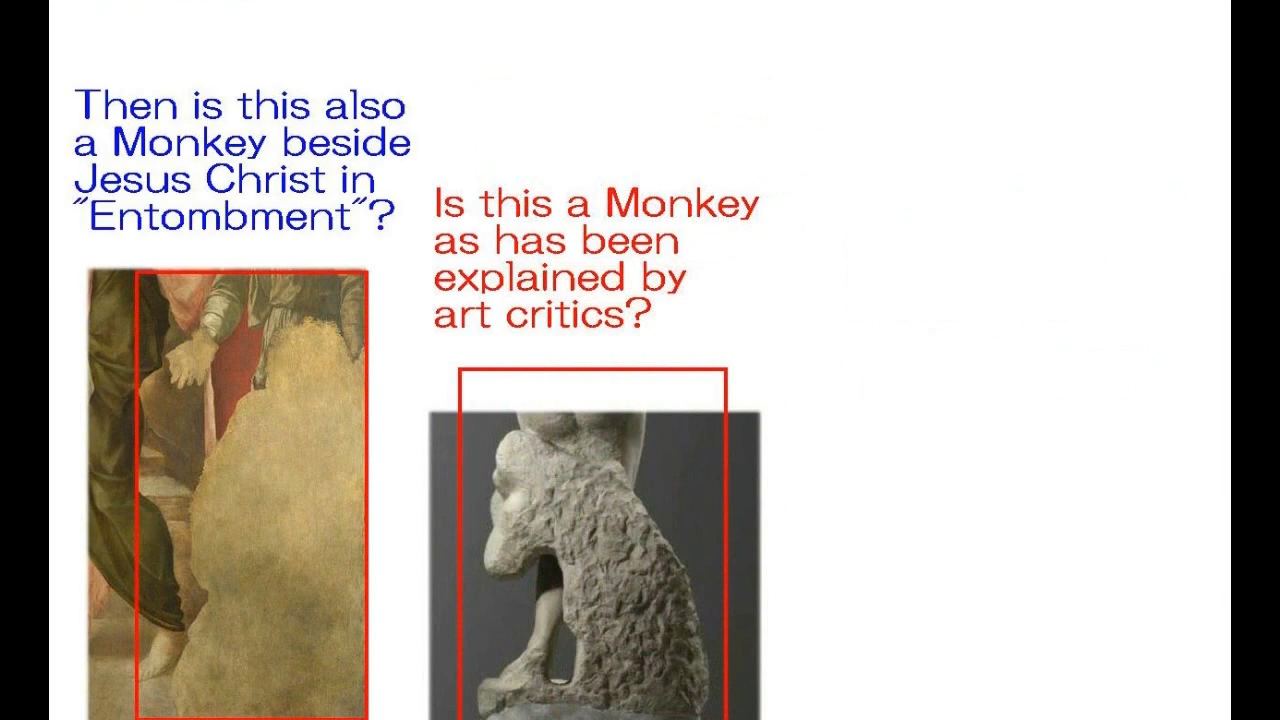 Then is this also
a Monkey beside
Jesus Christ in
"Entombment"?
Is this a Monkey
as has been
explained by
art critics?